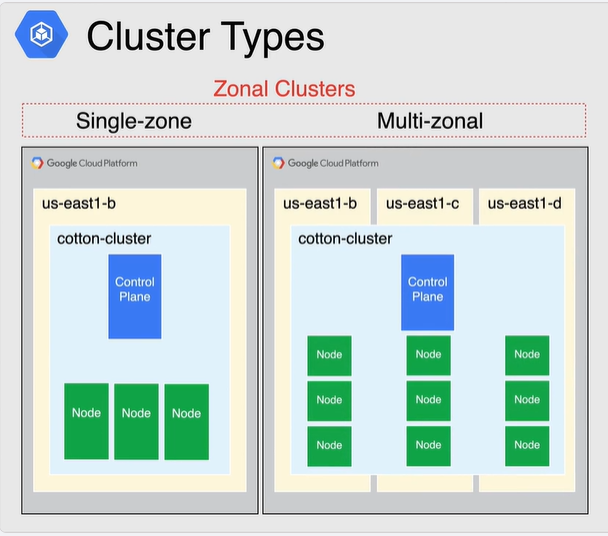 Cluster Types
Zonal Clusters
Single-zone
Multi-zonal
Google Cloud Platform
us-east1-b
cotton-cluster
Control
Plane
Node Node Node
Google Cloud Platform
us-east1-b us-east1-c us-east1-d
cotton-cluster
Control
Plane
Node Node Node
Node Node Node
Node Node Node